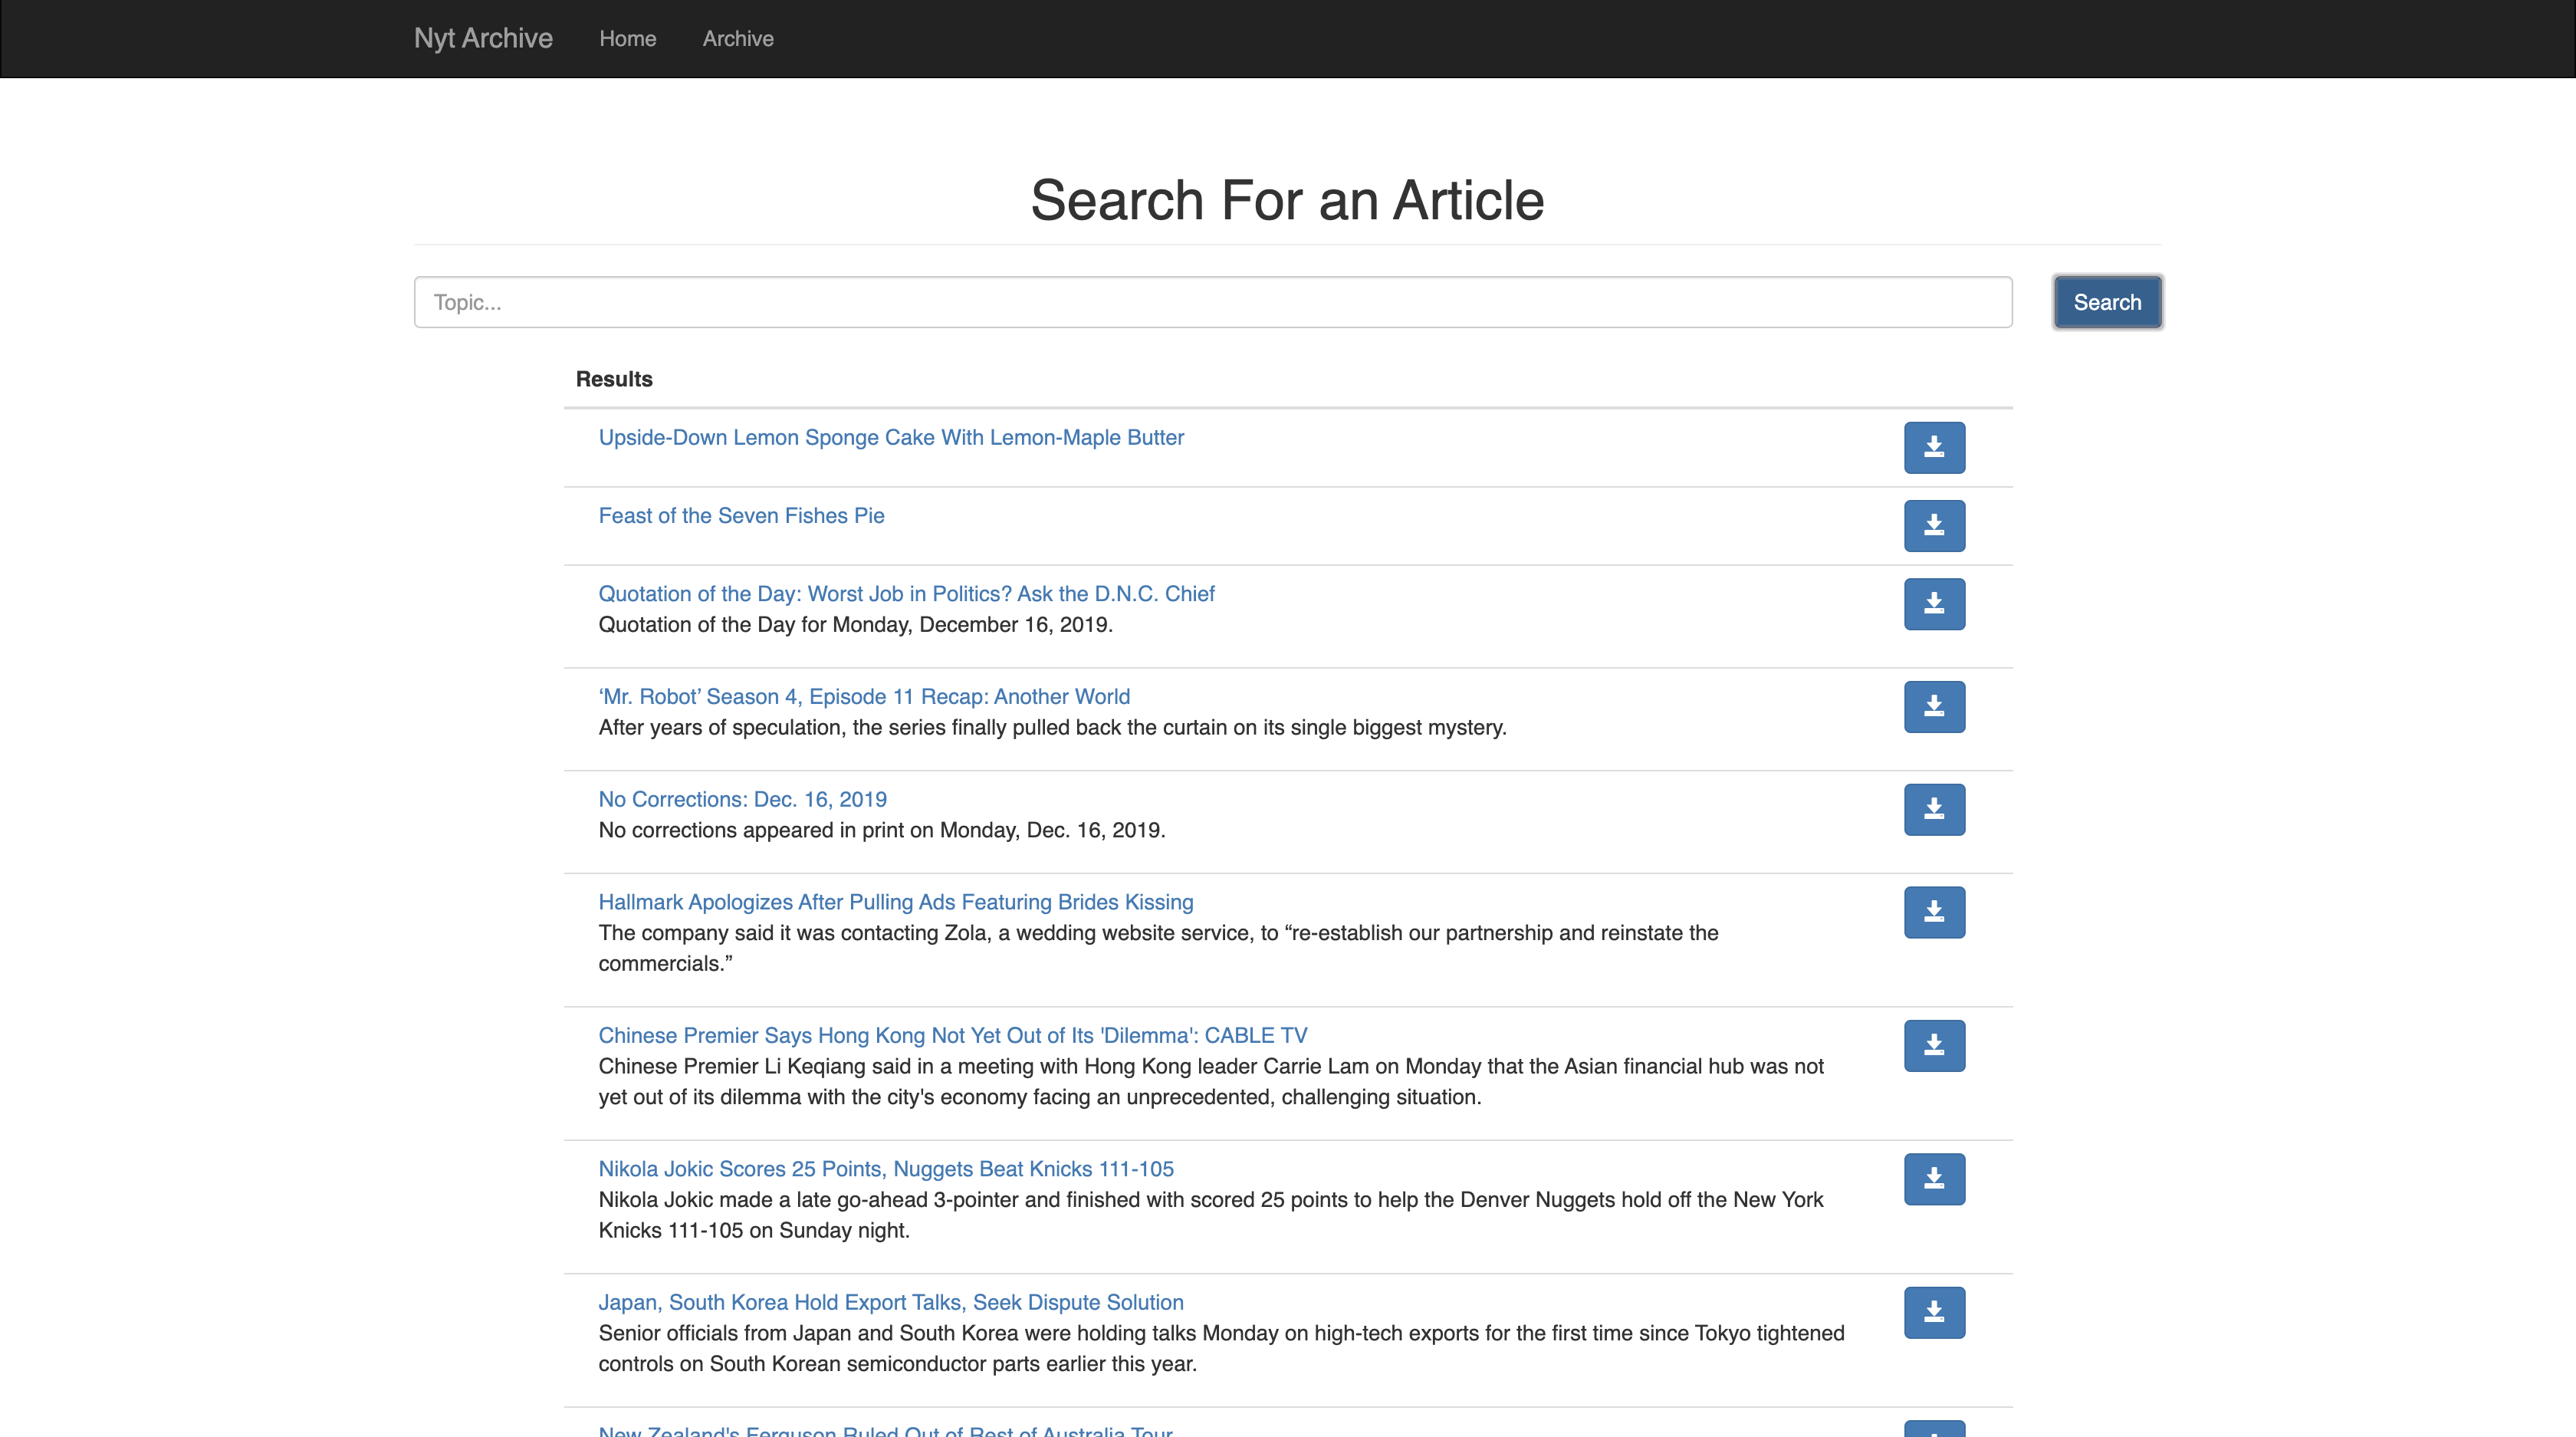 Nyt Archive Home Archive
Search For an Article
Topic...
Search
Results
Upside-Down Lemon Sponge Cake With Lemon-Maple Butter
Feast of the Seven Fishes Pie
Quotation of the Day: Worst Job in Politics? Ask the D.N.C. Chief
Quotation of the Day for Monday, December 16, 2019.
‘Mr. Robot’ Season 4, Episode 11 Recap: Another World
After years of speculation, the series finally pulled back the curtain on its single biggest mystery.
No Corrections: Dec. 16, 2019
No corrections appeared in print on Monday, Dec. 16, 2019.
Hallmark Apologizes After Pulling Ads Featuring Brides Kissing
The company said it was contacting Zola, a wedding website service, to “re-establish our partnership and reinstate the
commercials.”
Chinese Premier Says Hong Kong Not Yet Out of Its 'Dilemma': CABLE TV
Chinese Premier Li Keqiang said in a meeting with Hong Kong leader Carrie Lam on Monday that the Asian financial hub was not
yet out of its dilemma with the city's economy facing an unprecedented, challenging situation.
Nikola Jokic Scores 25 Points, Nuggets Beat Knicks 111-105
Nikola Jokic made a late go-ahead 3-pointer and finished with scored 25 points to help the Denver Nuggets hold off the New York
Knicks 111-105 on Sunday night.
Japan, South Korea Hold Export Talks, Seek Dispute Solution
Senior officials from Japan and South Korea were holding talks Monday on high-tech exports for the first time since Tokyo tightened
controls on South Korean semiconductor parts earlier this year.
New Zealand's Ferguson Ruled Out of Rest of Australia Tour